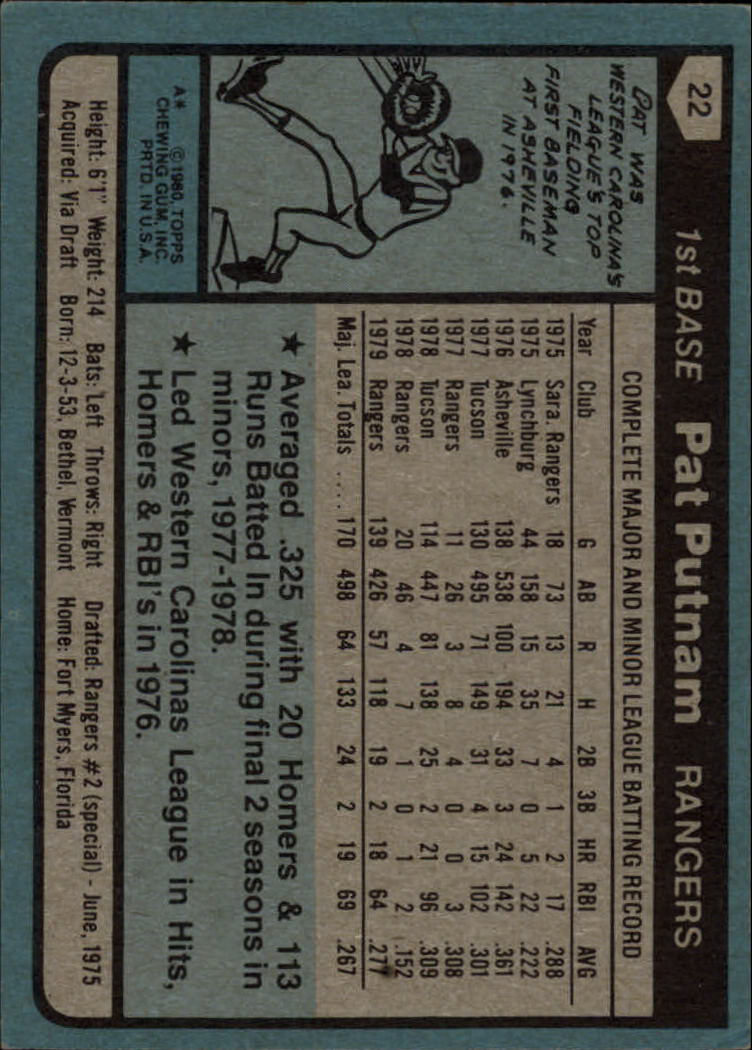 22
1st BASE Pat Putnam RANGERS
PAT WAS
WESTERN CAROLINA'S
LEAGUE'S TOP
FIELDING
FIRST BASEMAN
AT ASHEVILLE
IN 1976.
A* © 1980 TOPPS
CHEWING GUM, INC.
PRTD. IN U.S.A.
COMPLETE MAJOR AND MINOR LEAGUE BATTING RECORD
Year Club G AB R H 2B 3B HR RBI AVG
1975 Sara. Rangers 18 73 13 21 4 1 2 17 .288
1975 Lynchburg 44 158 15 35 7 0 5 22 .222
1976 Asheville 138 538 100 194 33 3 24 142 .361
1977 Tucson 130 495 71 149 31 4 15 102 .301
1977 Rangers 11 26 3 8 4 0 0 3 .308
1978 Tucson 114 447 81 138 25 2 21 96 .309
1978 Rangers 20 46 4 7 1 0 1 2 .152
1979 Rangers 139 426 57 118 19 2 18 64 .277
Maj. Lea. Totals .... 170 498 64 133 24 2 19 69 .267
★ Averaged .325 with 20 Homers & 113
Runs Batted In during final 2 seasons in
minors, 1977-1978.
★ Led Western Carolinas League in Hits,
Homers & RBI's in 1976.
Height: 6'1" Weight: 214 Bats: Left Throws: Right Drafted: Rangers #2 (special) - June, 1975
Acquired: Via Draft Born: 12-3-53, Bethel, Vermont Home: Fort Myers, Florida